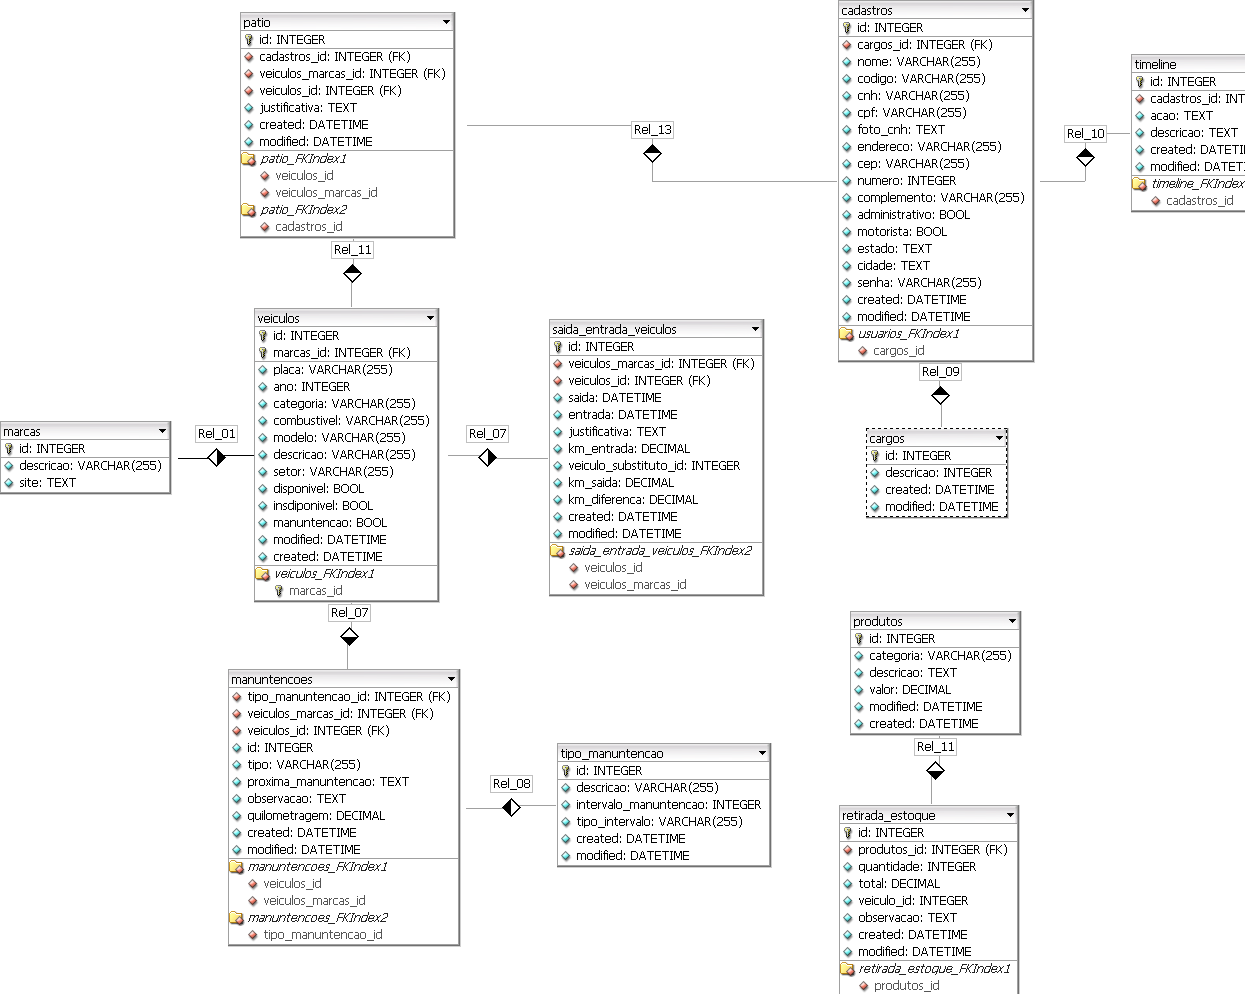 patio
id: INTEGER
cadastros_id: INTEGER (FK)
veiculos_marcas_id: INTEGER (FK)
veiculos_id: INTEGER (FK)
justificativa: TEXT
created: DATETIME
modified: DATETIME
patio_FKIndex1
veiculos_id
veiculos_marcas_id
patio_FKIndex2
cadastros_id
Rel_13
cadastros
id: INTEGER
cargos_id: INTEGER (FK)
nome: VARCHAR(255)
codigo: VARCHAR(255)
cnh: VARCHAR(255)
cpf: VARCHAR(255)
foto_cnh: TEXT
endereco: VARCHAR(255)
cep: VARCHAR(255)
numero: INTEGER
complemento: VARCHAR(255)
administrativo: BOOL
motorista: BOOL
estado: TEXT
cidade: TEXT
senha: VARCHAR(255)
created: DATETIME
modified: DATETIME
usuarios_FKIndex1
cargos_id
Rel_10
timeline
id: INTEGER
cadastros_id: INT
acao: TEXT
descricao: TEXT
created: DATETI
modified: DATET
timeline_FKIndex
cadastros_id
Rel_11
veiculos
id: INTEGER
marcas_id: INTEGER (FK)
placa: VARCHAR(255)
ano: INTEGER
categoria: VARCHAR(255)
combustivel: VARCHAR(255)
modelo: VARCHAR(255)
descricao: VARCHAR(255)
setor: VARCHAR(255)
disponivel: BOOL
insdiponivel: BOOL
manuntencao: BOOL
modified: DATETIME
created: DATETIME
veiculos_FKIndex1
marcas_id
marcas
id: INTEGER
descricao: VARCHAR(255)
site: TEXT
Rel_01
Rel_07
saida_entrada_veiculos
id: INTEGER
veiculos_marcas_id: INTEGER (FK)
veiculos_id: INTEGER (FK)
saida: DATETIME
entrada: DATETIME
justificativa: TEXT
km_entrada: DECIMAL
veiculo_substituto_id: INTEGER
km_saida: DECIMAL
km_diferenca: DECIMAL
created: DATETIME
modified: DATETIME
saida_entrada_veiculos_FKIndex2
veiculos_id
veiculos_marcas_id
Rel_09
cargos
id: INTEGER
descricao: INTEGER
created: DATETIME
modified: DATETIME
Rel_07
manuntencoes
tipo_manuntencao_id: INTEGER (FK)
veiculos_marcas_id: INTEGER (FK)
veiculos_id: INTEGER (FK)
id: INTEGER
tipo: VARCHAR(255)
proxima_manuntencao: TEXT
observacao: TEXT
quilometragem: DECIMAL
created: DATETIME
modified: DATETIME
manuntencoes_FKIndex1
veiculos_id
veiculos_marcas_id
manuntencoes_FKIndex2
tipo_manuntencao_id
Rel_08
tipo_manuntencao
id: INTEGER
descricao: VARCHAR(255)
intervalo_manuntencao: INTEGER
tipo_intervalo: VARCHAR(255)
created: DATETIME
modified: DATETIME
produtos
id: INTEGER
categoria: VARCHAR(255)
descricao: TEXT
valor: DECIMAL
modified: DATETIME
created: DATETIME
Rel_11
retirada_estoque
id: INTEGER
produtos_id: INTEGER (FK)
quantidade: INTEGER
total: DECIMAL
veiculo_id: INTEGER
observacao: TEXT
created: DATETIME
modified: DATETIME
retirada_estoque_FKIndex1
produtos_id